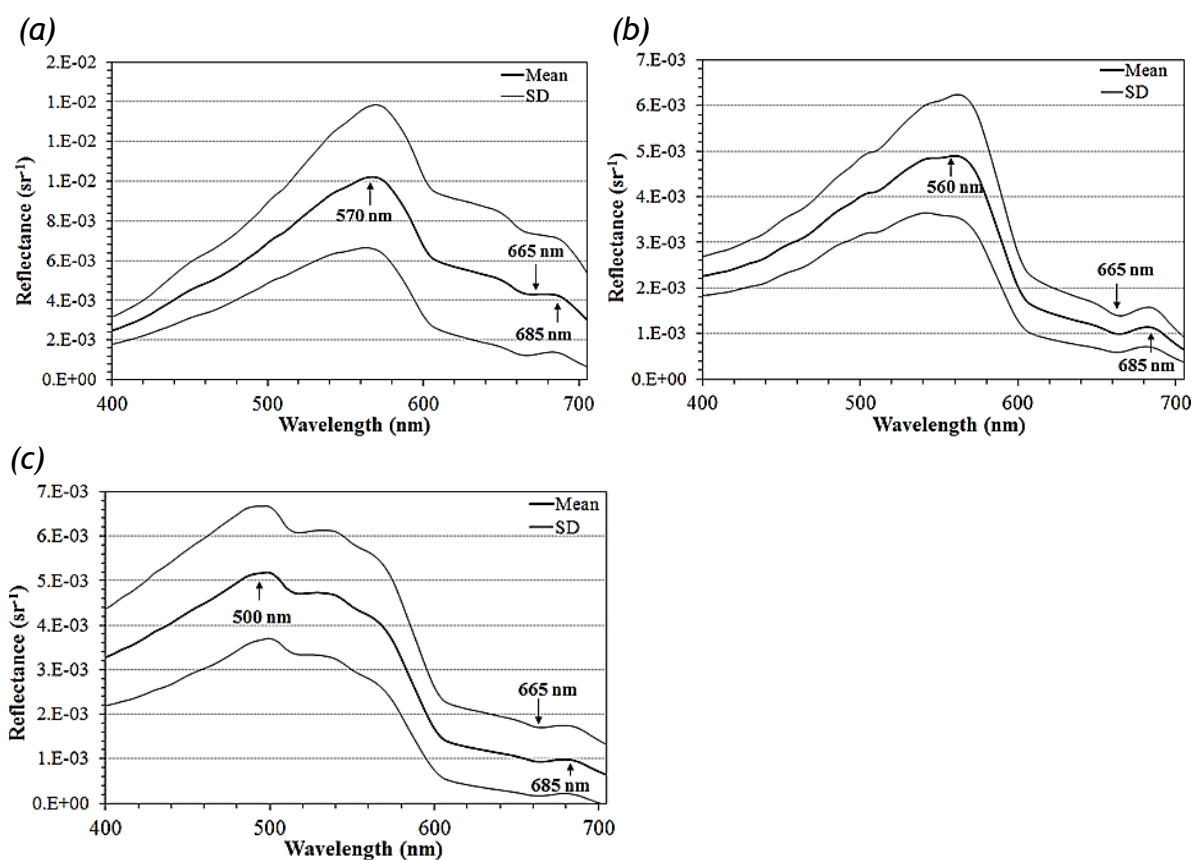 (a)
2.E-02
1.E-02
1.E-02
1.E-02
8.E-03
6.E-03
4.E-03
2.E-03
0.E+00
Reflectance (sr-1)
Mean
SD
570 nm
665 nm
685 nm
400 500 600 700
Wavelength (nm)
(b)
7.E-03
6.E-03
5.E-03
4.E-03
3.E-03
2.E-03
1.E-03
0.E+00
Reflectance (sr-1)
Mean
SD
560 nm
665 nm
685 nm
400 500 600 700
Wavelength (nm)
(c)
7.E-03
6.E-03
5.E-03
4.E-03
3.E-03
2.E-03
1.E-03
0.E+00
Reflectance (sr-1)
Mean
SD
500 nm
665 nm
685 nm
400 500 600 700
Wavelength (nm)